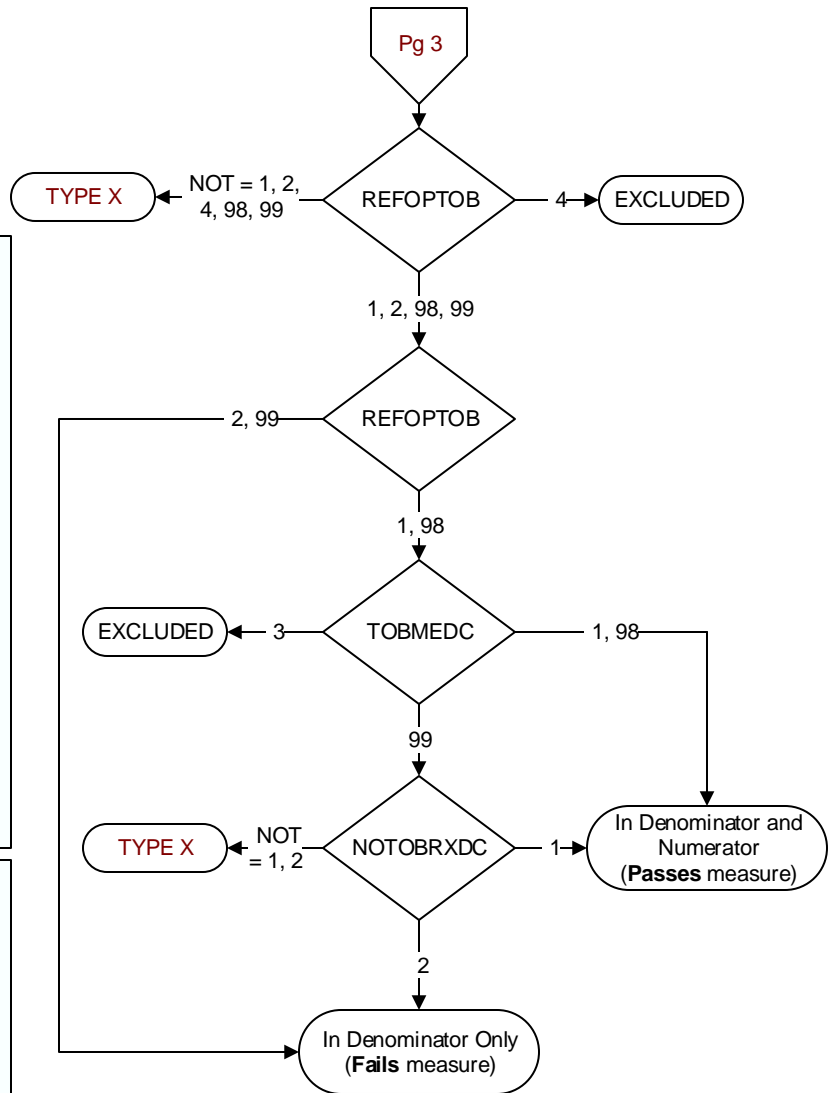 Pg 3
TYPE X
NOT = 1, 2,
4, 98, 99
REFOPTOB
4
EXCLUDED
1, 2, 98, 99
2, 99
REFOPTOB
1, 98
EXCLUDED
3
TOBMEDC
1, 98
99
TYPE X
NOT
= 1, 2
NOTOBRXDC
1
In Denominator and
Numerator
(Passes measure)
2
In Denominator Only
(Fails measure)